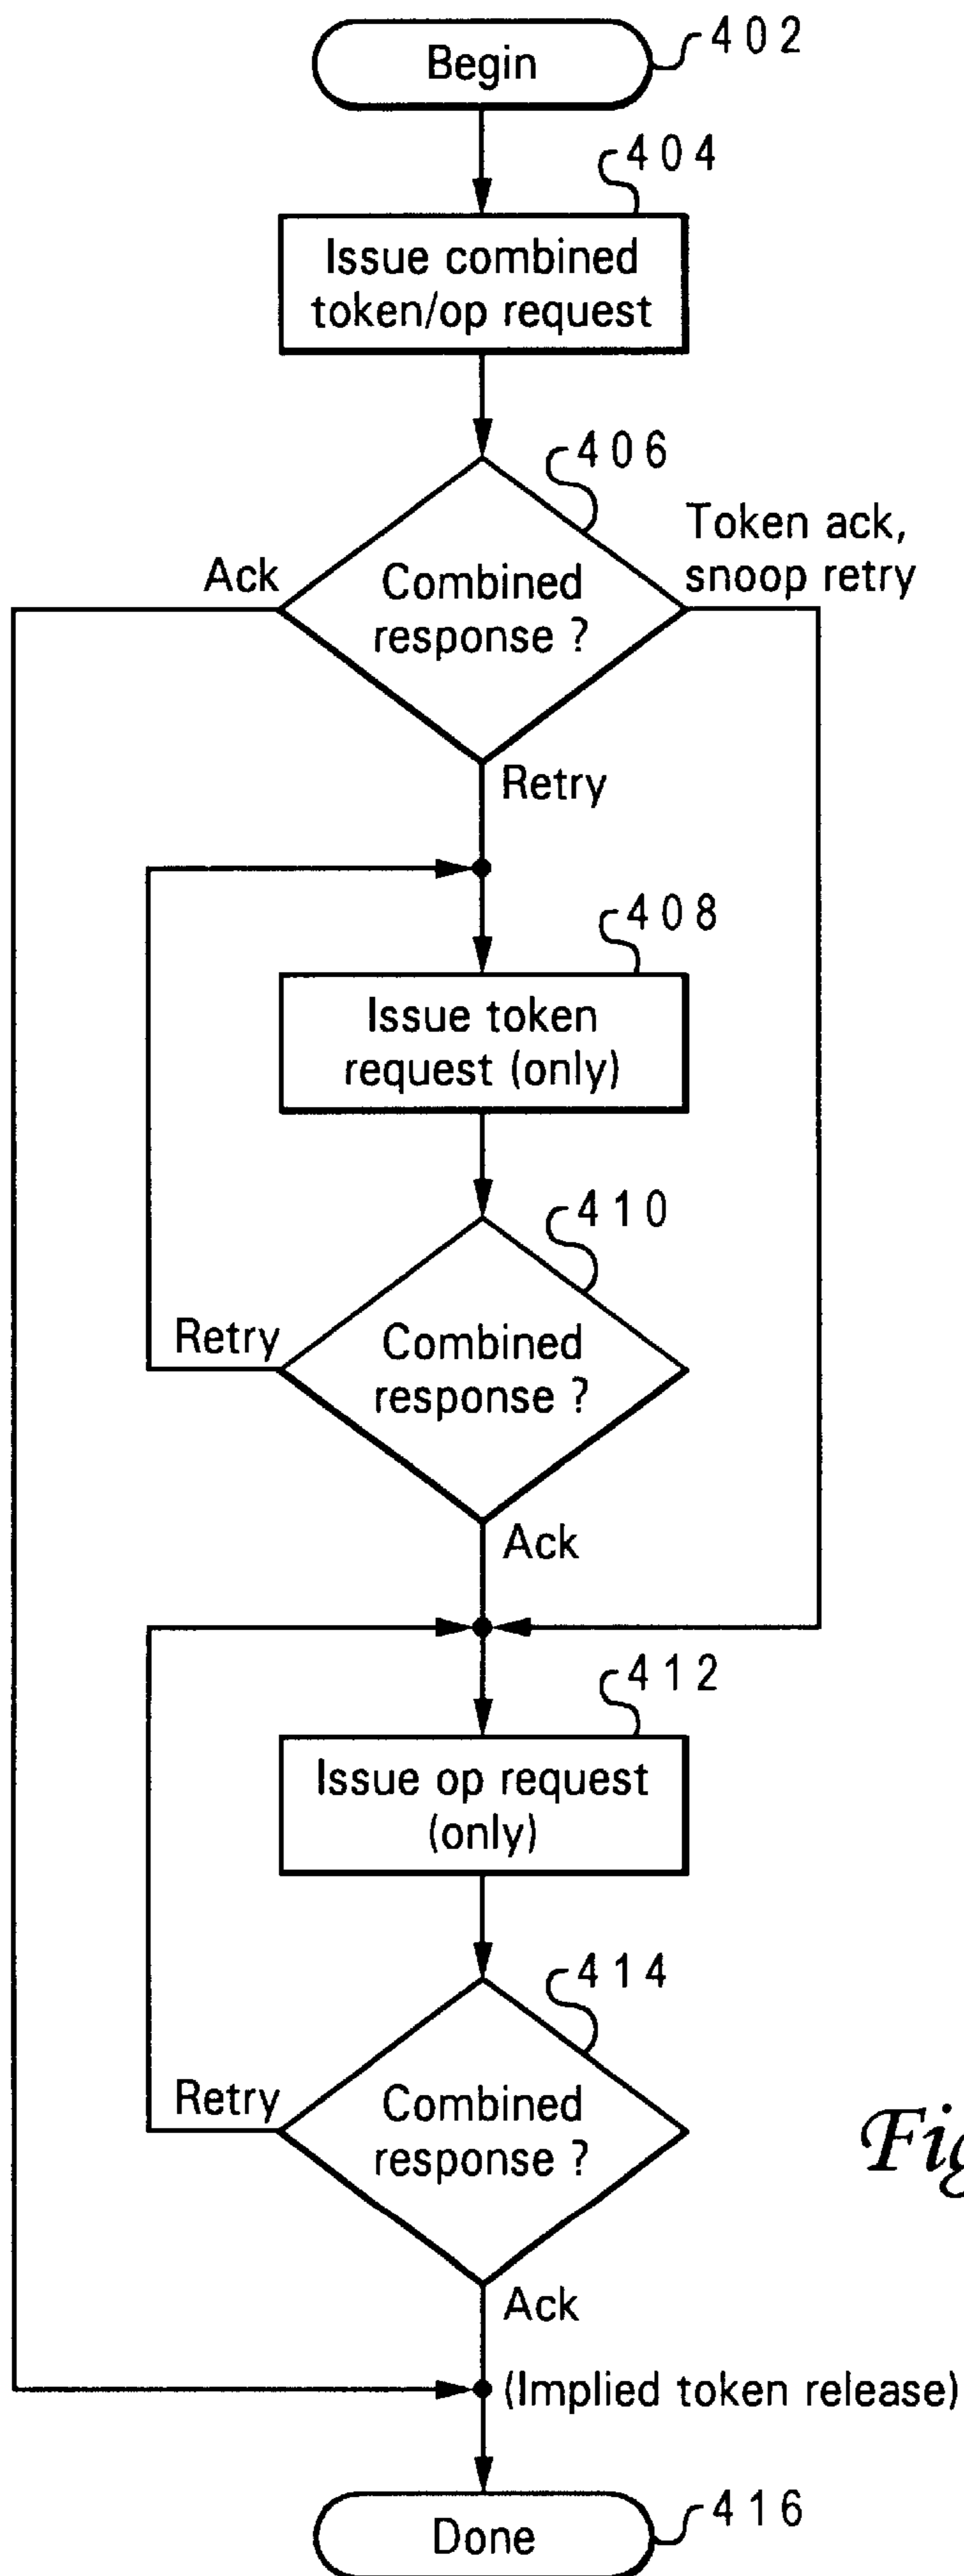 Begin
402
404
Issue combined
token/op request
406
Token ack,
snoop retry
Ack
Combined
response ?
Retry
408
Issue token
request (only)
410
Retry
Combined
response ?
Ack
412
Issue op request
(only)
414
Retry
Combined
response ?
Ack
(Implied token release)
416
Done